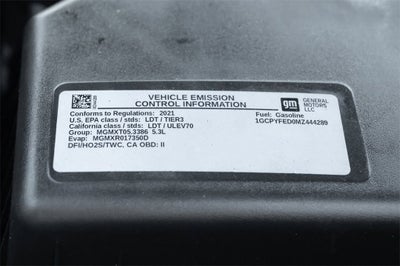 VEHICLE EMISSION
CONTROL INFORMATION
gm
GENERAL
MOTORS
LLC
Conforms to Regulations: 2021
Fuel: Gasoline
U.S. EPA class / stds: LDT / TIER3
1GCPYFED0MZ444289
California class / stds: LDT / ULEV70
Group: MGMXT05.3386 5.3L
Evap: MGMXR017350D
DFI/HO2S/TWC, CA OBD: II